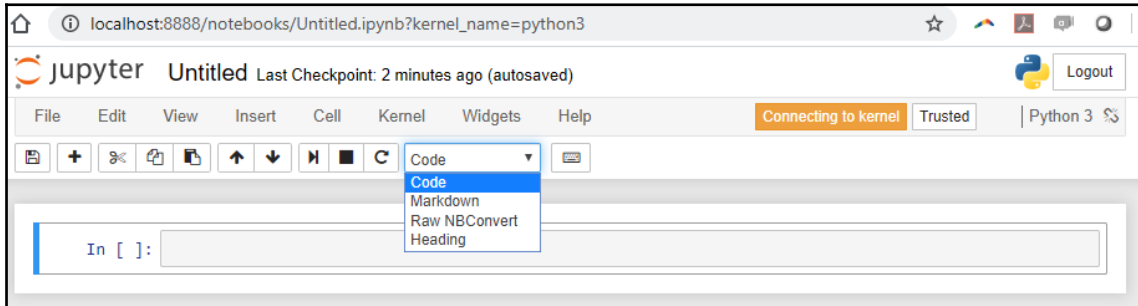 localhost:8888/notebooks/Untitled.ipynb?kernel_name=python3
jupyter Untitled Last Checkpoint: 2 minutes ago (autosaved) Logout
File Edit View Insert Cell Kernel Widgets Help Connecting to kernel Trusted Python 3
Code
Code
Markdown
Raw NBConvert
Heading
In [ ]: